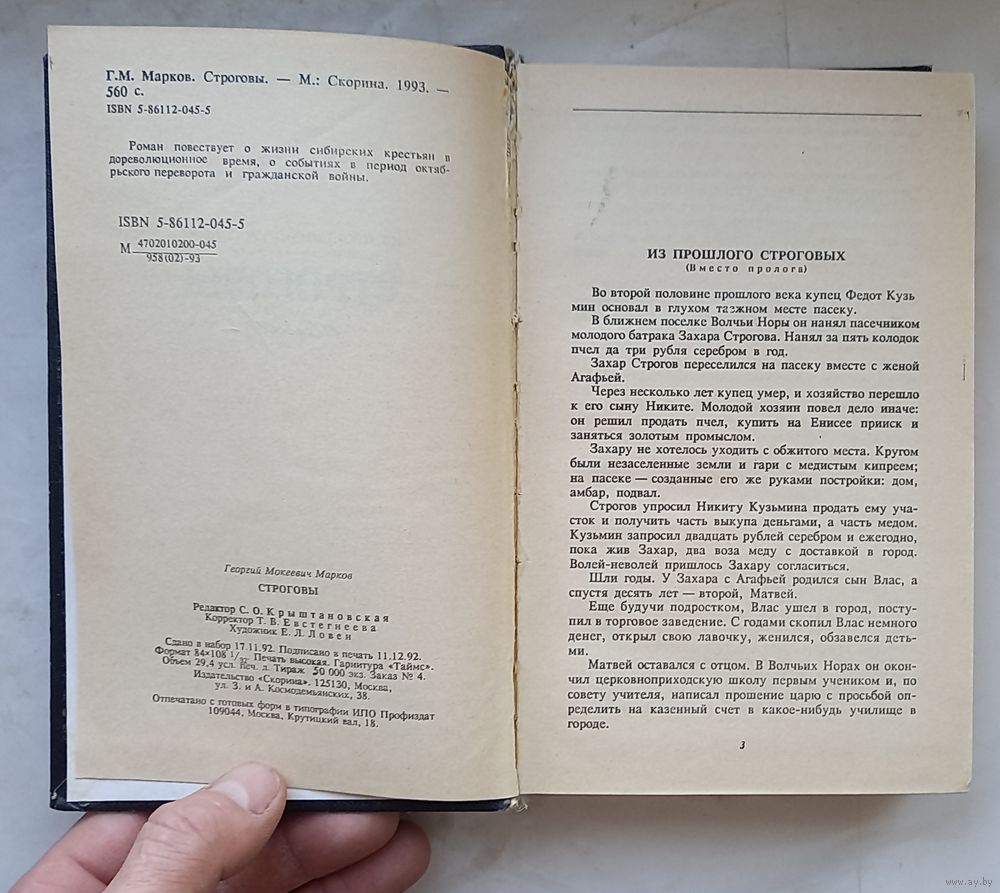 Г.М. Марков. Строговы. — М.: Скорина. 1993. —
560 с.
ISBN 5-86112-045-5
Роман повествует о жизни сибирских крестьян в
дореволюционное время, о событиях в период октяб-
рьского переворота и гражданской войны.
ISBN 5-86112-045-5
М 4702010200-045
958(02)-93
Георгий Мокеевич Марков
СТРОГОВЫ
Редактор С. О. Крыштановская
Корректор Т. В. Евстегнеева
Художник Е. Л. Ловен
Сдано в набор 17.11.92. Подписано в печать 11.12.92.
Формат 84×108 1/32. Печать высокая. Гарнитура «Таймс».
Объем 29,4 усл. печ. л. Тираж 50 000 экз. Заказ № 4.
Издательство «Скорина». 125130, Москва,
ул. З. и А. Космодемьянских, 38.
Отпечатано с готовых форм в типографии ИПО Профиздат
109044, Москва, Крутицкий вал, 18.
ИЗ ПРОШЛОГО СТРОГОВЫХ
(Вместо пролога)
Во второй половине прошлого века купец Федот Кузь
мин основал в глухом таежном месте пасеку.
В ближнем поселке Волчьи Норы он нанял пасечником
молодого батрака Захара Строгова. Нанял за пять колодок
пчел да три рубля серебром в год.
Захар Строгов переселился на пасеку вместе с женой
Агафьей.
Через несколько лет купец умер, и хозяйство перешло
к его сыну Никите. Молодой хозяин повел дело иначе:
он решил продать пчел, купить на Енисее прииск и
заняться золотым промыслом.
Захару не хотелось уходить с обжитого места. Кругом
были незаселенные земли и гари с медистым кипреем;
на пасеке — созданные его же руками постройки: дом,
амбар, подвал.
Строгов упросил Никиту Кузьмина продать ему уча-
сток и получить часть выкупа деньгами, а часть медом.
Кузьмин запросил двадцать рублей серебром и ежегодно,
пока жив Захар, два воза меду с доставкой в город.
Волей-неволей пришлось Захару согласиться.
Шли годы. У Захара с Агафьей родился сын Влас, а
спустя десять лет — второй, Матвей.
Еще будучи подростком, Влас ушел в город, посту-
пил в торговое заведение. С годами скопил Влас немного
денег, открыл свою лавочку, женился, обзавелся деть-
ми.
Матвей оставался с отцом. В Волчьих Норах он окон-
чил церковноприходскую школу первым учеником и, по
совету учителя, написал прошение царю с просьбой оп-
ределить на казенный счет в какое-нибудь училище в
городе.
3
www.ay.by